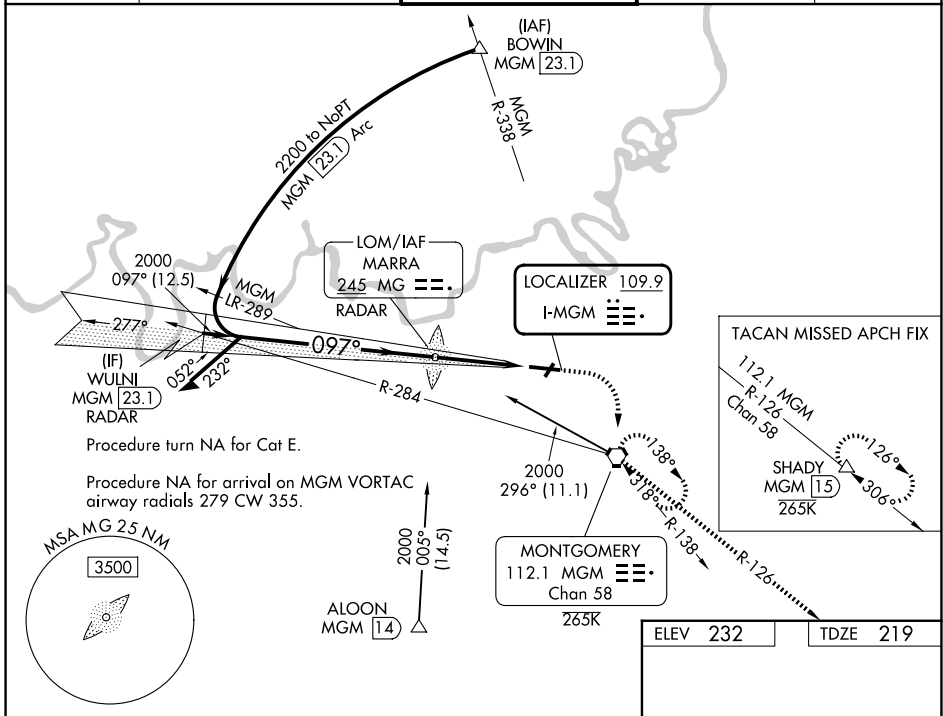 (IAF)
BOWIN
MGM 23.1
MGM
R-338
2200 to NoPT
MGM 23.1 Arc
LOM/IAF
MARRA
245 MG
RADAR
2000
097° (12.5)
MGM
LR-289
LOCALIZER 109.9
I-MGM
277°
097°
(IF)
WULNI
MGM 23.1
RADAR
052°
232°
R-284
TACAN MISSED APCH FIX
112.1 MGM
R-126
Chan 58
SHADY
MGM 15
265K
126°
306°
Procedure turn NA for Cat E.
Procedure NA for arrival on MGM VORTAC
airway radials 279 CW 355.
2000
296° (11.1)
138°
318°
R-138
R-126
MSA MG 25 NM
3500
2000
005°
(14.5)
ALOON
MGM 14
MONTGOMERY
112.1 MGM
Chan 58
265K
ELEV 232
TDZE 219